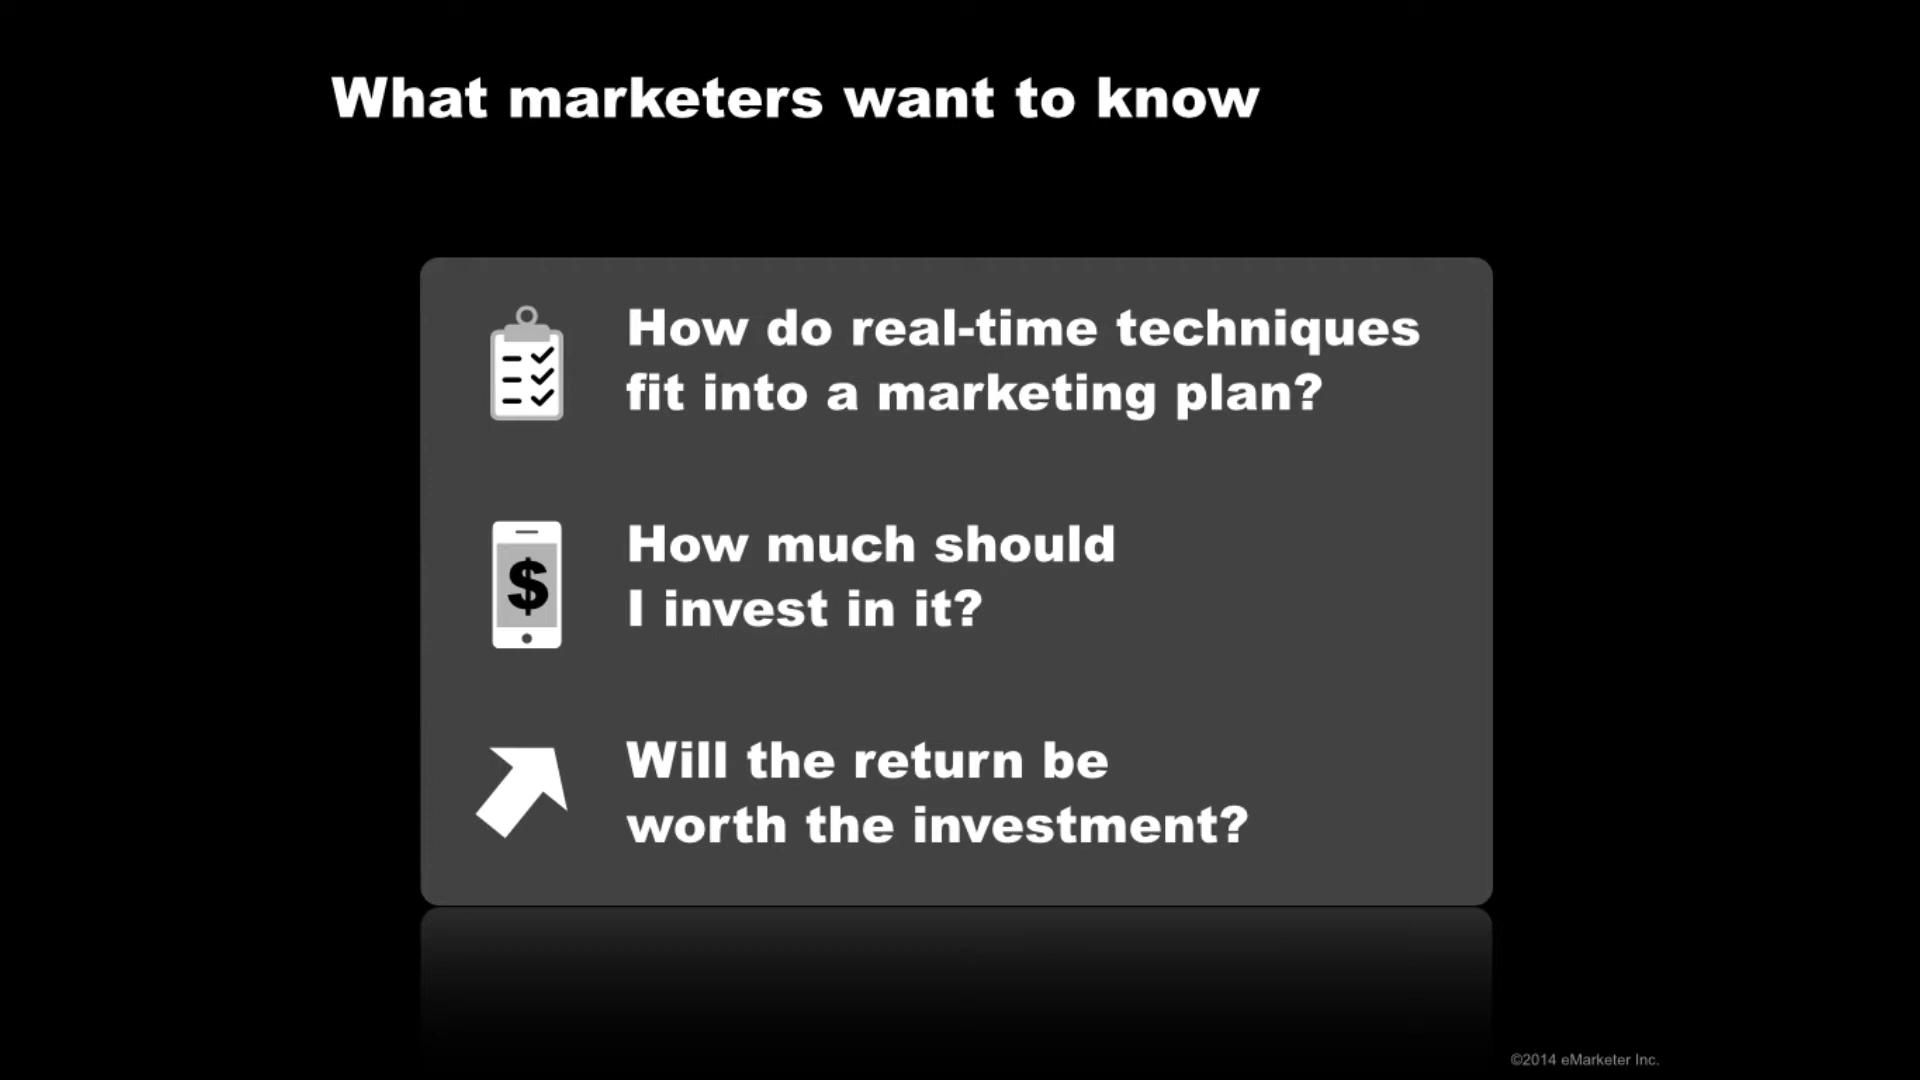 What marketers want to know
How do real-time techniques
fit into a marketing plan?
$
How much should
I invest in it?
Will the return be
worth the investment?
©2014 eMarketer Inc.